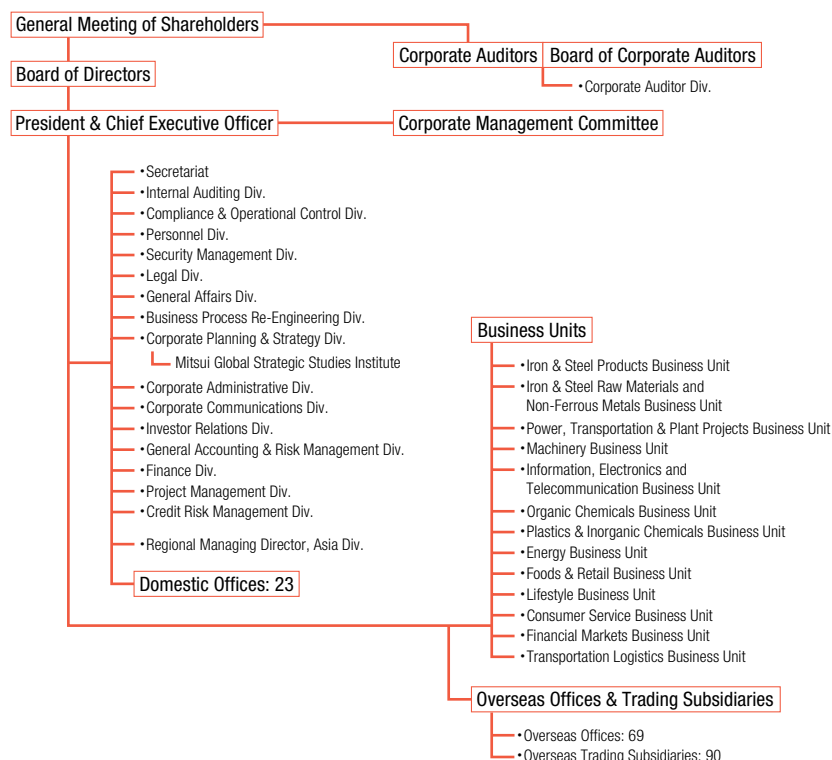 General Meeting of Shareholders
Corporate Auditors
Board of Corporate Auditors
•Corporate Auditor Div.
Board of Directors
President & Chief Executive Officer
Corporate Management Committee
•Secretariat
•Internal Auditing Div.
•Compliance & Operational Control Div.
•Personnel Div.
•Security Management Div.
•Legal Div.
•General Affairs Div.
•Business Process Re-Engineering Div.
•Corporate Planning & Strategy Div.
Mitsui Global Strategic Studies Institute
•Corporate Administrative Div.
•Corporate Communications Div.
•Investor Relations Div.
•General Accounting & Risk Management Div.
•Finance Div.
•Project Management Div.
•Credit Risk Management Div.
•Regional Managing Director, Asia Div.
Domestic Offices: 23
Business Units
•Iron & Steel Products Business Unit
•Iron & Steel Raw Materials and
Non-Ferrous Metals Business Unit
•Power, Transportation & Plant Projects Business Unit
•Machinery Business Unit
•Information, Electronics and
Telecommunication Business Unit
•Organic Chemicals Business Unit
•Plastics & Inorganic Chemicals Business Unit
•Energy Business Unit
•Foods & Retail Business Unit
•Lifestyle Business Unit
•Consumer Service Business Unit
•Financial Markets Business Unit
•Transportation Logistics Business Unit
Overseas Offices & Trading Subsidiaries
•Overseas Offices: 69
•Overseas Trading Subsidiaries: 90